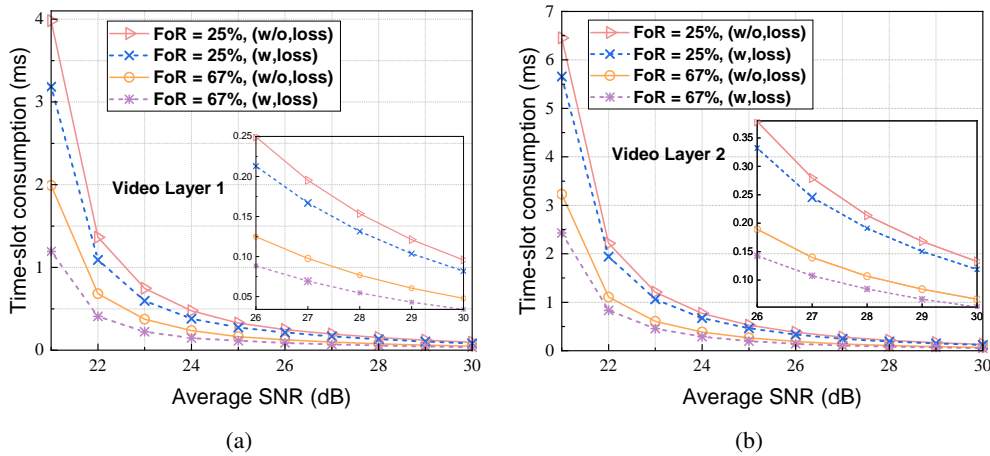 4
3
2
1
0
Time-slot consumption (ms)
FoR = 25%, (w/o,loss)
FoR = 25%, (w,loss)
FoR = 67%, (w/o,loss)
FoR = 67%, (w,loss)
Video Layer 1
0.25
0.20
0.15
0.10
0.05
26 27 28 29 30
22 24 26 28 30
Average SNR (dB)
(a)
7
6
5
4
3
2
1
0
Time-slot consumption (ms)
FoR = 25%, (w/o,loss)
FoR = 25%, (w,loss)
FoR = 67%, (w/o,loss)
FoR = 67%, (w,loss)
Video Layer 2
0.35
0.30
0.25
0.20
0.15
0.10
26 27 28 29 30
22 24 26 28 30
Average SNR (dB)
(b)